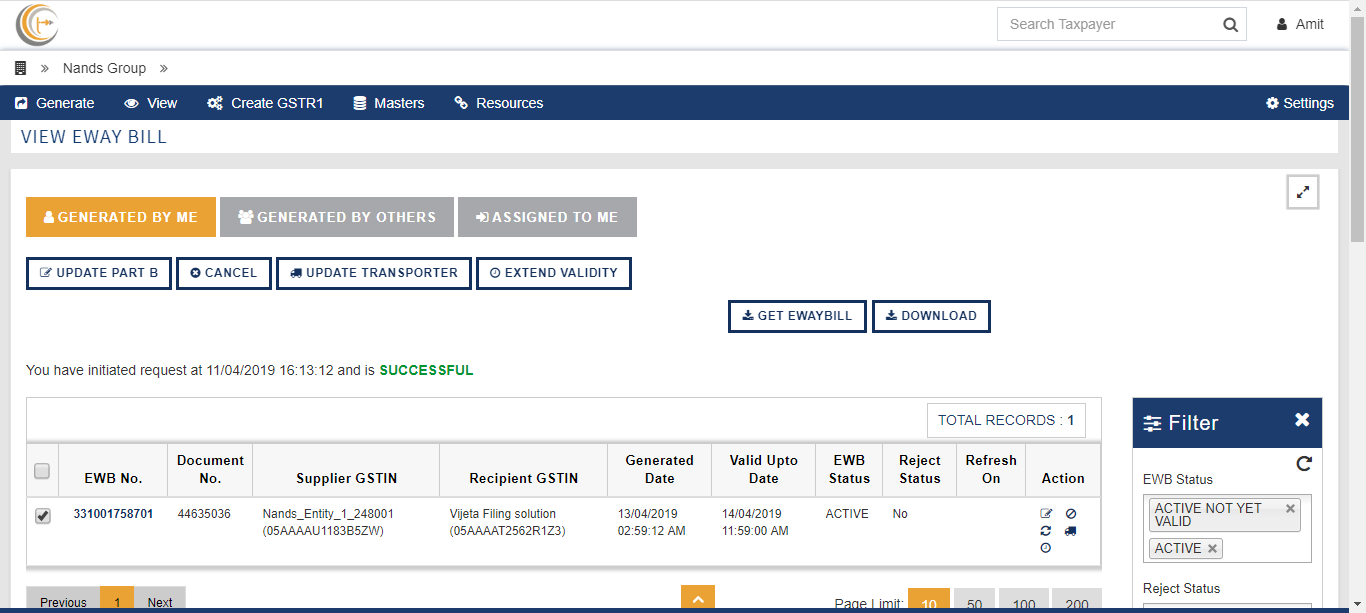 Search Taxpayer
Amit
» Nands Group »
Generate View Create GSTR1 Masters Resources Settings
VIEW EWAY BILL
GENERATED BY ME GENERATED BY OTHERS ASSIGNED TO ME
UPDATE PART B CANCEL UPDATE TRANSPORTER EXTEND VALIDITY
GET EWAYBILL DOWNLOAD
You have initiated request at 11/04/2019 16:13:12 and is SUCCESSFUL
TOTAL RECORDS : 1
EWB No. Document No. Supplier GSTIN Recipient GSTIN Generated Date Valid Upto Date EWB Status Reject Status Refresh On Action
331001758701 44635036 Nands_Entity_1_248001 Vijeta Filing solution 13/04/2019 14/04/2019 ACTIVE No
(05AAAAU1183B5ZW) (05AAAAT2562R1Z3) 02:59:12 AM 11:59:00 AM
Previous 1 Next
Page Limit: 10 50 100 200
Filter
EWB Status
ACTIVE NOT YET
VALID
ACTIVE
Reject Status